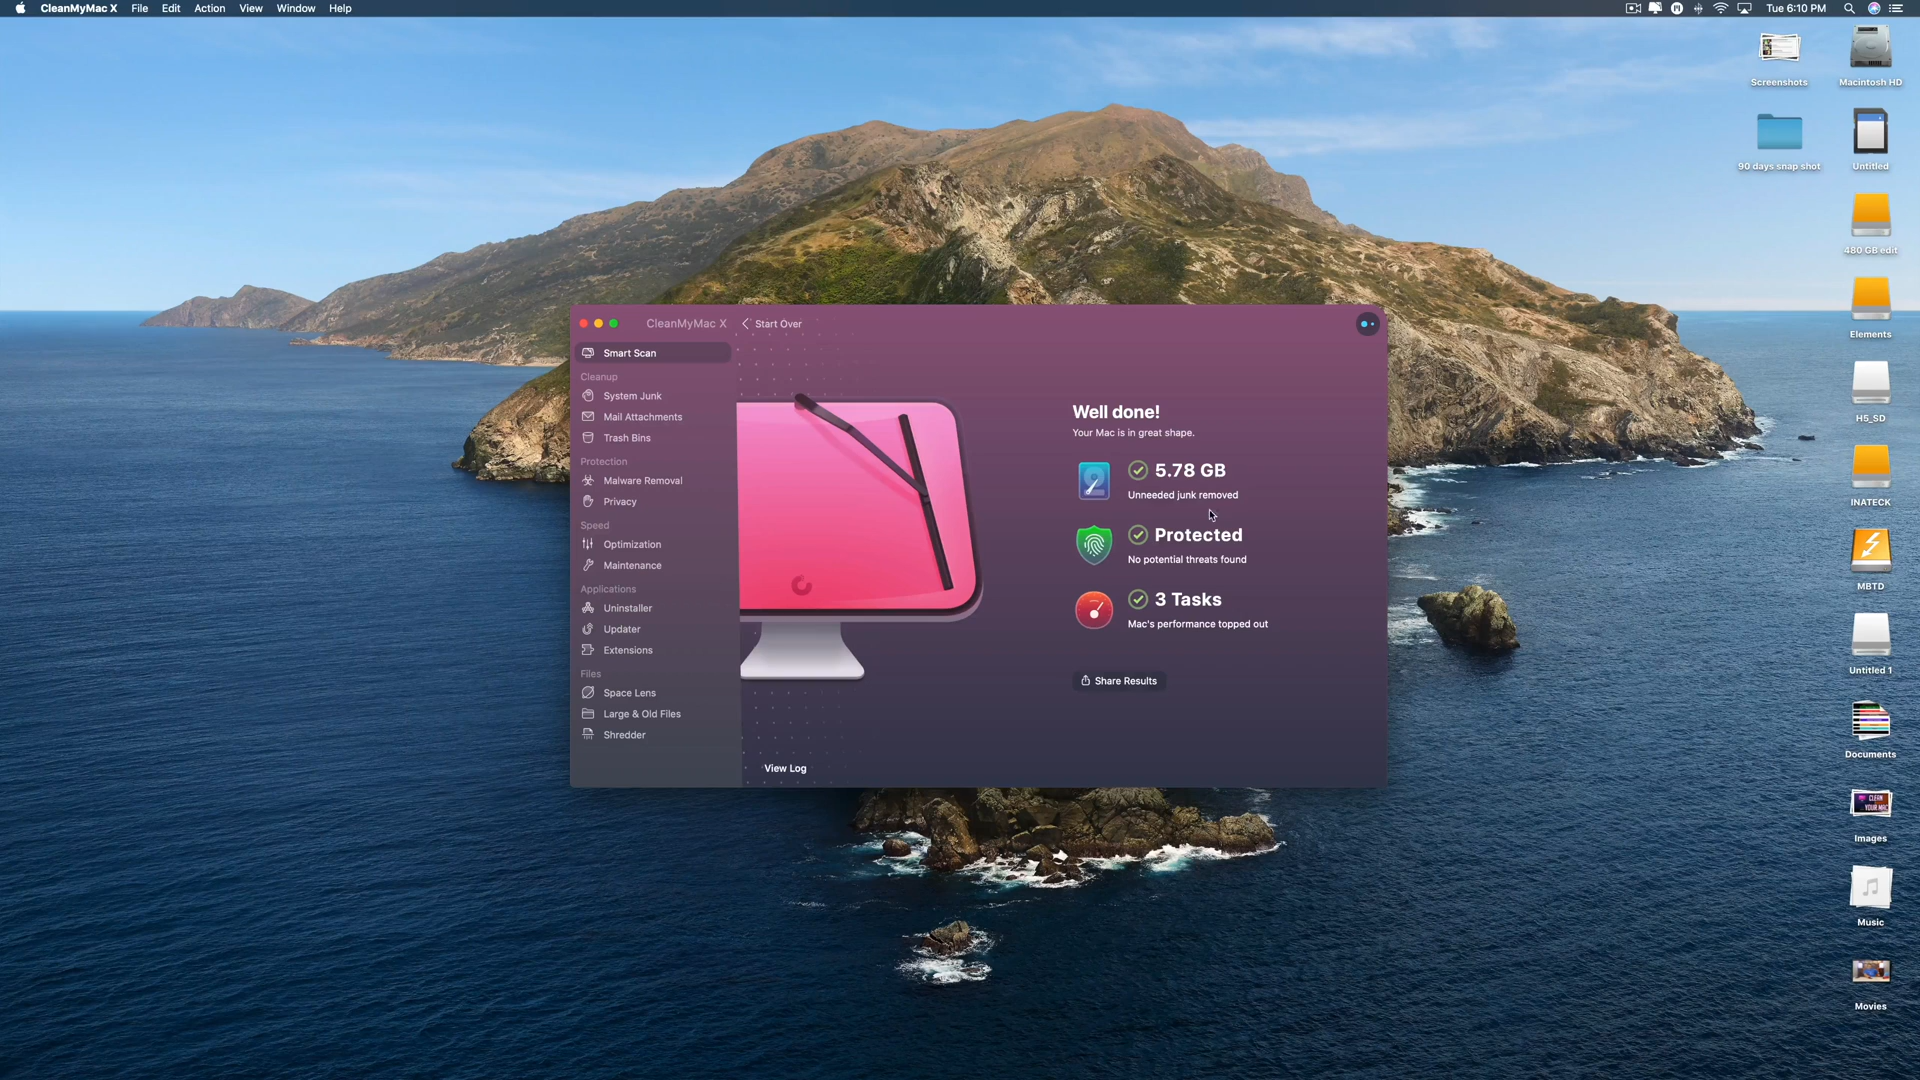 CleanMyMac X File Edit Action View Window Help
Tue 6:10 PM
Screenshots
Macintosh HD
90 days snap shot
Untitled
480 GB edit
Elements
H5_SD
INATECK
MBTD
Untitled 1
Documents
Images
Music
Movies
CleanMyMac X
Start Over
Smart Scan
Cleanup
System Junk
Mail Attachments
Trash Bins
Protection
Malware Removal
Privacy
Speed
Optimization
Maintenance
Applications
Uninstaller
Updater
Extensions
Files
Space Lens
Large & Old Files
Shredder
Well done!
Your Mac is in great shape.
5.78 GB
Unneeded junk removed
Protected
No potential threats found
3 Tasks
Mac's performance topped out
Share Results
View Log